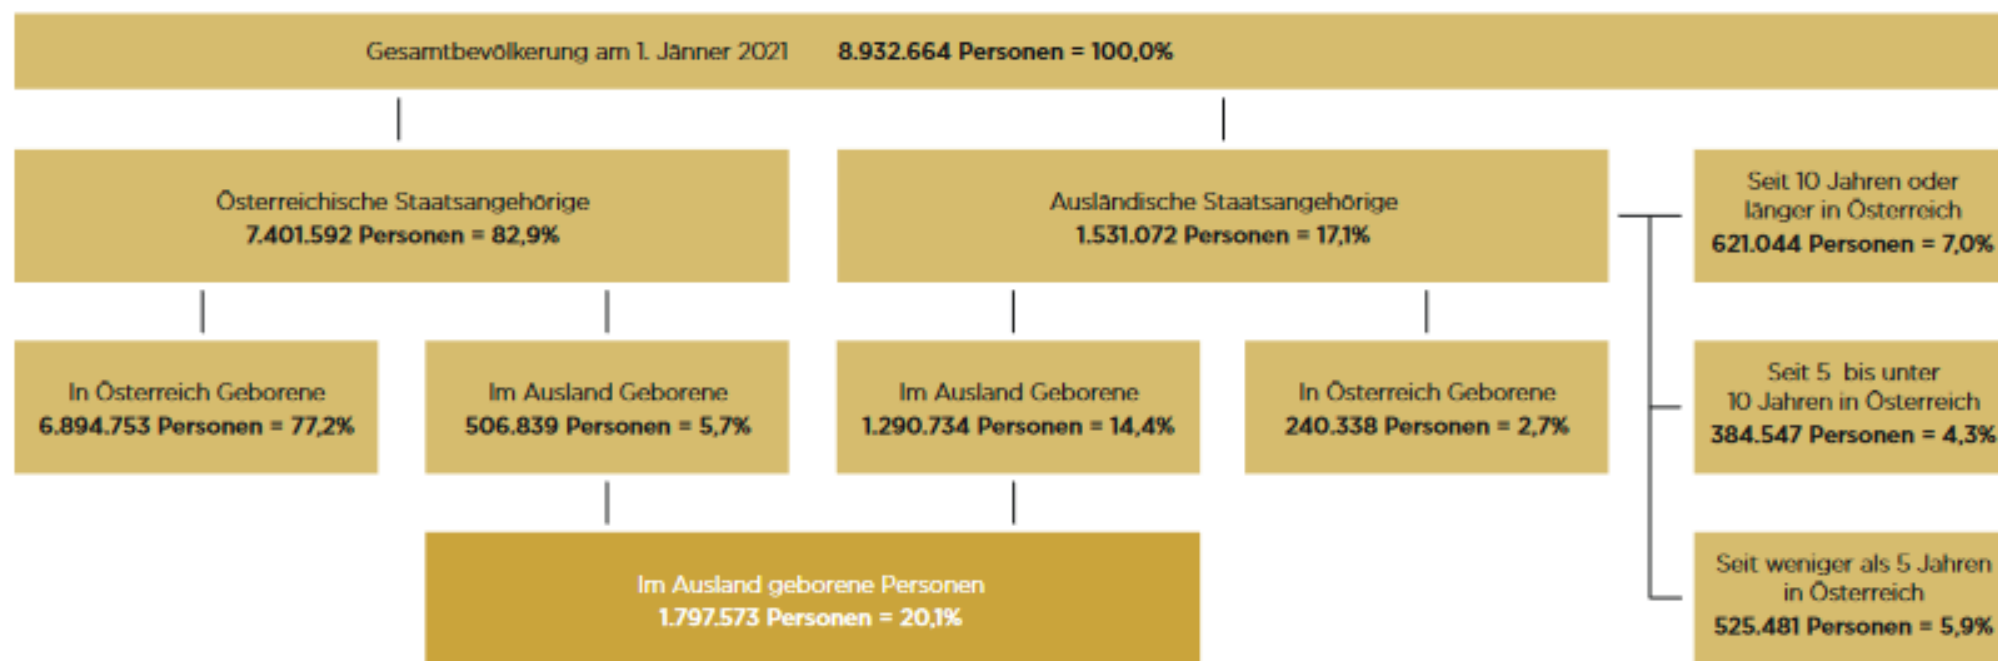 Gesamtbevölkerung am 1. Jänner 2021 8.932.664 Personen = 100,0%
Österreichische Staatsangehörige
7.401.592 Personen = 82,9%
Ausländische Staatsangehörige
1.531.072 Personen = 17,1%
Seit 10 Jahren oder
länger in Österreich
621.044 Personen = 7,0%
In Österreich Geborene
6.894.753 Personen = 77,2%
Im Ausland Geborene
506.839 Personen = 5,7%
Im Ausland Geborene
1.290.734 Personen = 14,4%
In Österreich Geborene
240.338 Personen = 2,7%
Seit 5 bis unter
10 Jahren in Österreich
384.547 Personen = 4,3%
Im Ausland geborene Personen
1.797.573 Personen = 20,1%
Seit weniger als 5 Jahren
in Österreich
525.481 Personen = 5,9%